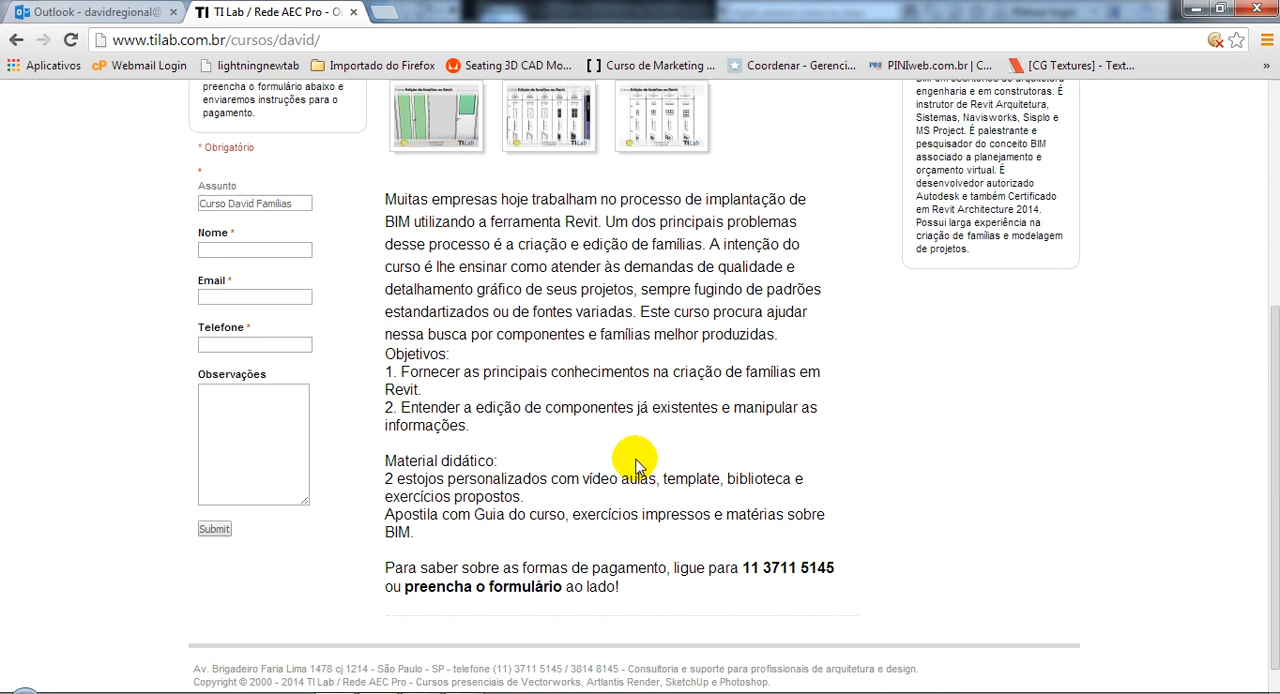 Outlook - davidregional@
TI TI Lab / Rede AEC Pro - O
www.tilab.com.br/cursos/david/
Aplicativos
cP Webmail Login
lightningnewtab
Importado do Firefox
Seating 3D CAD Mo...
[ ] Curso de Marketing ...
Coordenar - Gerenci...
PINI PINIweb.com.br | C...
[CG Textures] - Text...
»
preencha o formulário abaixo e
enviaremos instruções para o
pagamento.
* Obrigatório
*
Assunto
Curso David Famílias
Nome *
Email *
Telefone *
Observações
Submit
Muitas empresas hoje trabalham no processo de implantação de
BIM utilizando a ferramenta Revit. Um dos principais problemas
desse processo é a criação e edição de famílias. A intenção do
curso é lhe ensinar como atender às demandas de qualidade e
detalhamento gráfico de seus projetos, sempre fugindo de padrões
estandartizados ou de fontes variadas. Este curso procura ajudar
nessa busca por componentes e famílias melhor produzidas.
Objetivos:
1. Fornecer as principais conhecimentos na criação de famílias em
Revit.
2. Entender a edição de componentes já existentes e manipular as
informações.
Material didático:
2 estojos personalizados com vídeo aulas, template, biblioteca e
exercícios propostos.
Apostila com Guia do curso, exercícios impressos e matérias sobre
BIM.
Para saber sobre as formas de pagamento, ligue para 11 3711 5145
ou preencha o formulário ao lado!
BIM em escritórios de arquitetura
engenharia e em construtoras. É
instrutor de Revit Arquitetura,
Sistemas, Navisworks, Sisplo e
MS Project. É palestrante e
pesquisador do conceito BIM
associado a planejamento e
orçamento virtual. É
desenvolvedor autorizado
Autodesk e também Certificado
em Revit Architecture 2014.
Possui larga experiência na
criação de famílias e modelagem
de projetos.
Av. Brigadeiro Faria Lima 1478 cj 1214 - São Paulo - SP - telefone (11) 3711 5145 / 3814 8145 - Consultoria e suporte para profissionais de arquitetura e design.
Copyright © 2000 - 2014 TI Lab / Rede AEC Pro - Cursos presenciais de Vectorworks, Artlantis Render, SketchUp e Photoshop.